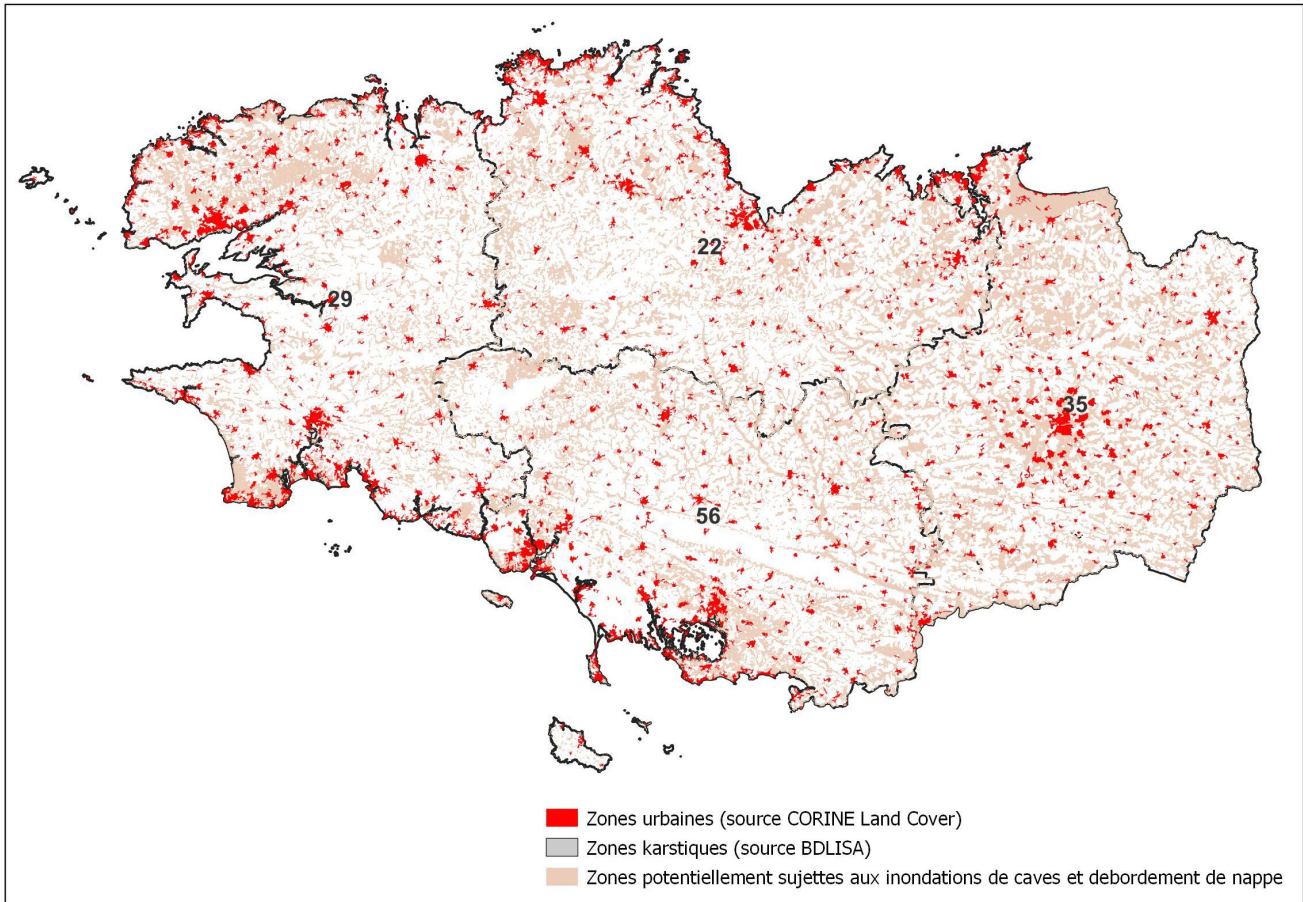 22
29
35
56
Zones urbaines (source CORINE Land Cover)
Zones karstiques (source BDLISA)
Zones potentiellement sujettes aux inondations de caves et debordement de nappe